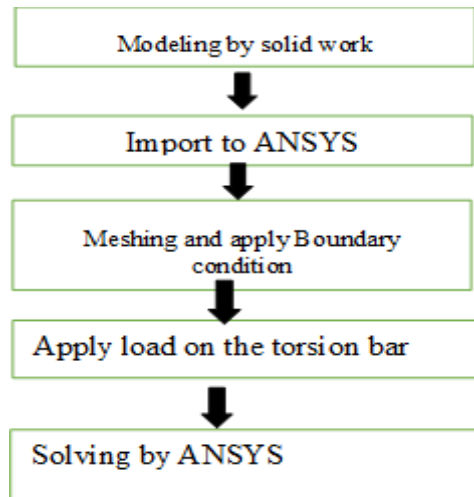 Modeling by solid work
Import to ANSYS
Meshing and apply Boundary
condition
Apply load on the torsion bar
Solving by ANSYS